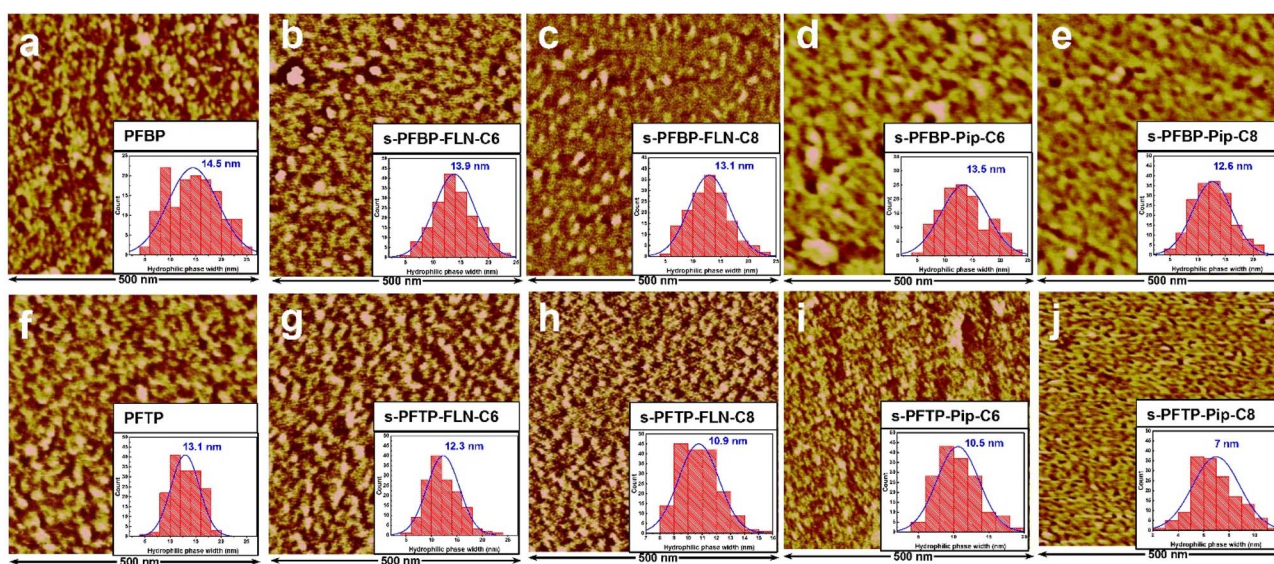 a
PFBP
14.5 nm
Count
Hydrophilic phase width (nm)
500 nm
b
s-PFBP-FLN-C6
13.9 nm
Count
Hydrophilic phase width (nm)
500 nm
c
s-PFBP-FLN-C8
13.1 nm
Count
Hydrophilic phase width (nm)
500 nm
d
s-PFBP-Pip-C6
13.5 nm
Count
Hydrophilic phase width (nm)
500 nm
e
s-PFBP-Pip-C8
12.6 nm
Count
Hydrophilic phase width (nm)
500 nm
f
PFTP
13.1 nm
Count
Hydrophilic phase width (nm)
500 nm
g
s-PFTP-FLN-C6
12.3 nm
Count
Hydrophilic phase width (nm)
500 nm
h
s-PFTP-FLN-C8
10.9 nm
Count
Hydrophilic phase width (nm)
500 nm
i
s-PFTP-Pip-C6
10.5 nm
Count
Hydrophilic phase width (nm)
500 nm
j
s-PFTP-Pip-C8
7 nm
Count
Hydrophilic phase width (nm)
500 nm